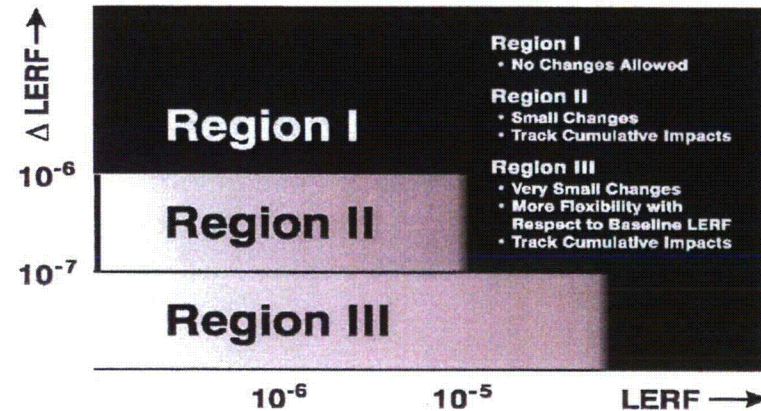 Δ LERF→
Region I
• No Changes Allowed
Region II
• Small Changes
• Track Cumulative Impacts
Region III
• Very Small Changes
• More Flexibility with
Respect to Baseline LERF
• Track Cumulative Impacts
Region I
10⁻⁶
Region II
10⁻⁷
Region III
10⁻⁶ 10⁻⁵ LERF →